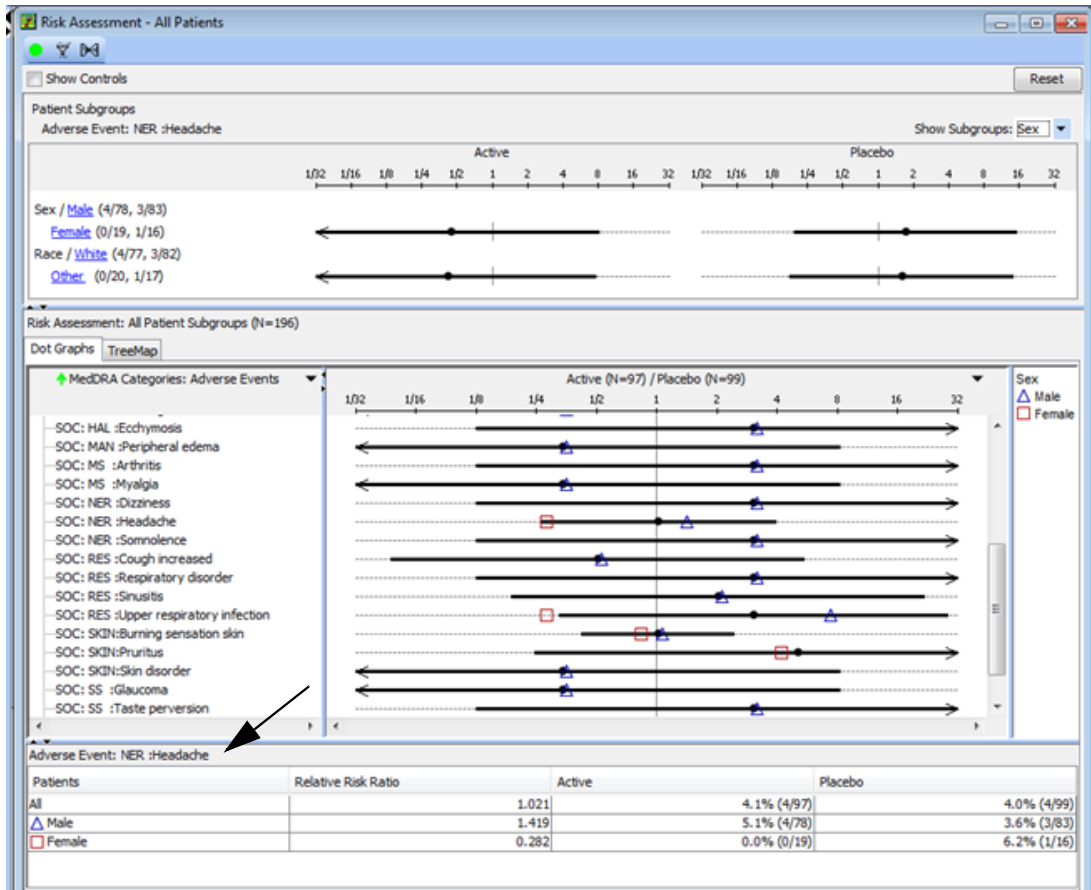 Risk Assessment - All Patients
Show Controls
Reset
Patient Subgroups
Adverse Event: NER :Headache
Show Subgroups: Sex
Active
Placebo
1/32 1/16 1/8 1/4 1/2 1 2 4 8 16 32
1/32 1/16 1/8 1/4 1/2 1 2 4 8 16 32
Sex / Male (4/78, 3/83)
Female (0/19, 1/16)
Race / White (4/77, 3/82)
Other (0/20, 1/17)
Risk Assessment: All Patient Subgroups (N=196)
Dot Graphs
TreeMap
MedDRA Categories: Adverse Events
Active (N=97) / Placebo (N=99)
1/32 1/16 1/8 1/4 1/2 1 2 4 8 16 32
Sex
Male
Female
SOC: HAL :Ecchymosis
SOC: MAN :Peripheral edema
SOC: MS :Arthritis
SOC: MS :Myalgia
SOC: NER :Dizziness
SOC: NER :Headache
SOC: NER :Somnolence
SOC: RES :Cough increased
SOC: RES :Respiratory disorder
SOC: RES :Sinusitis
SOC: RES :Upper respiratory infection
SOC: SKIN:Burning sensation skin
SOC: SKIN:Pruritus
SOC: SKIN:Skin disorder
SOC: SS :Glaucoma
SOC: SS :Taste perversion
Adverse Event: NER :Headache
Patients Relative Risk Ratio Active Placebo
All 1.021 4.1% (4/97) 4.0% (4/99)
Male 1.419 5.1% (4/78) 3.6% (3/83)
Female 0.282 0.0% (0/19) 6.2% (1/16)